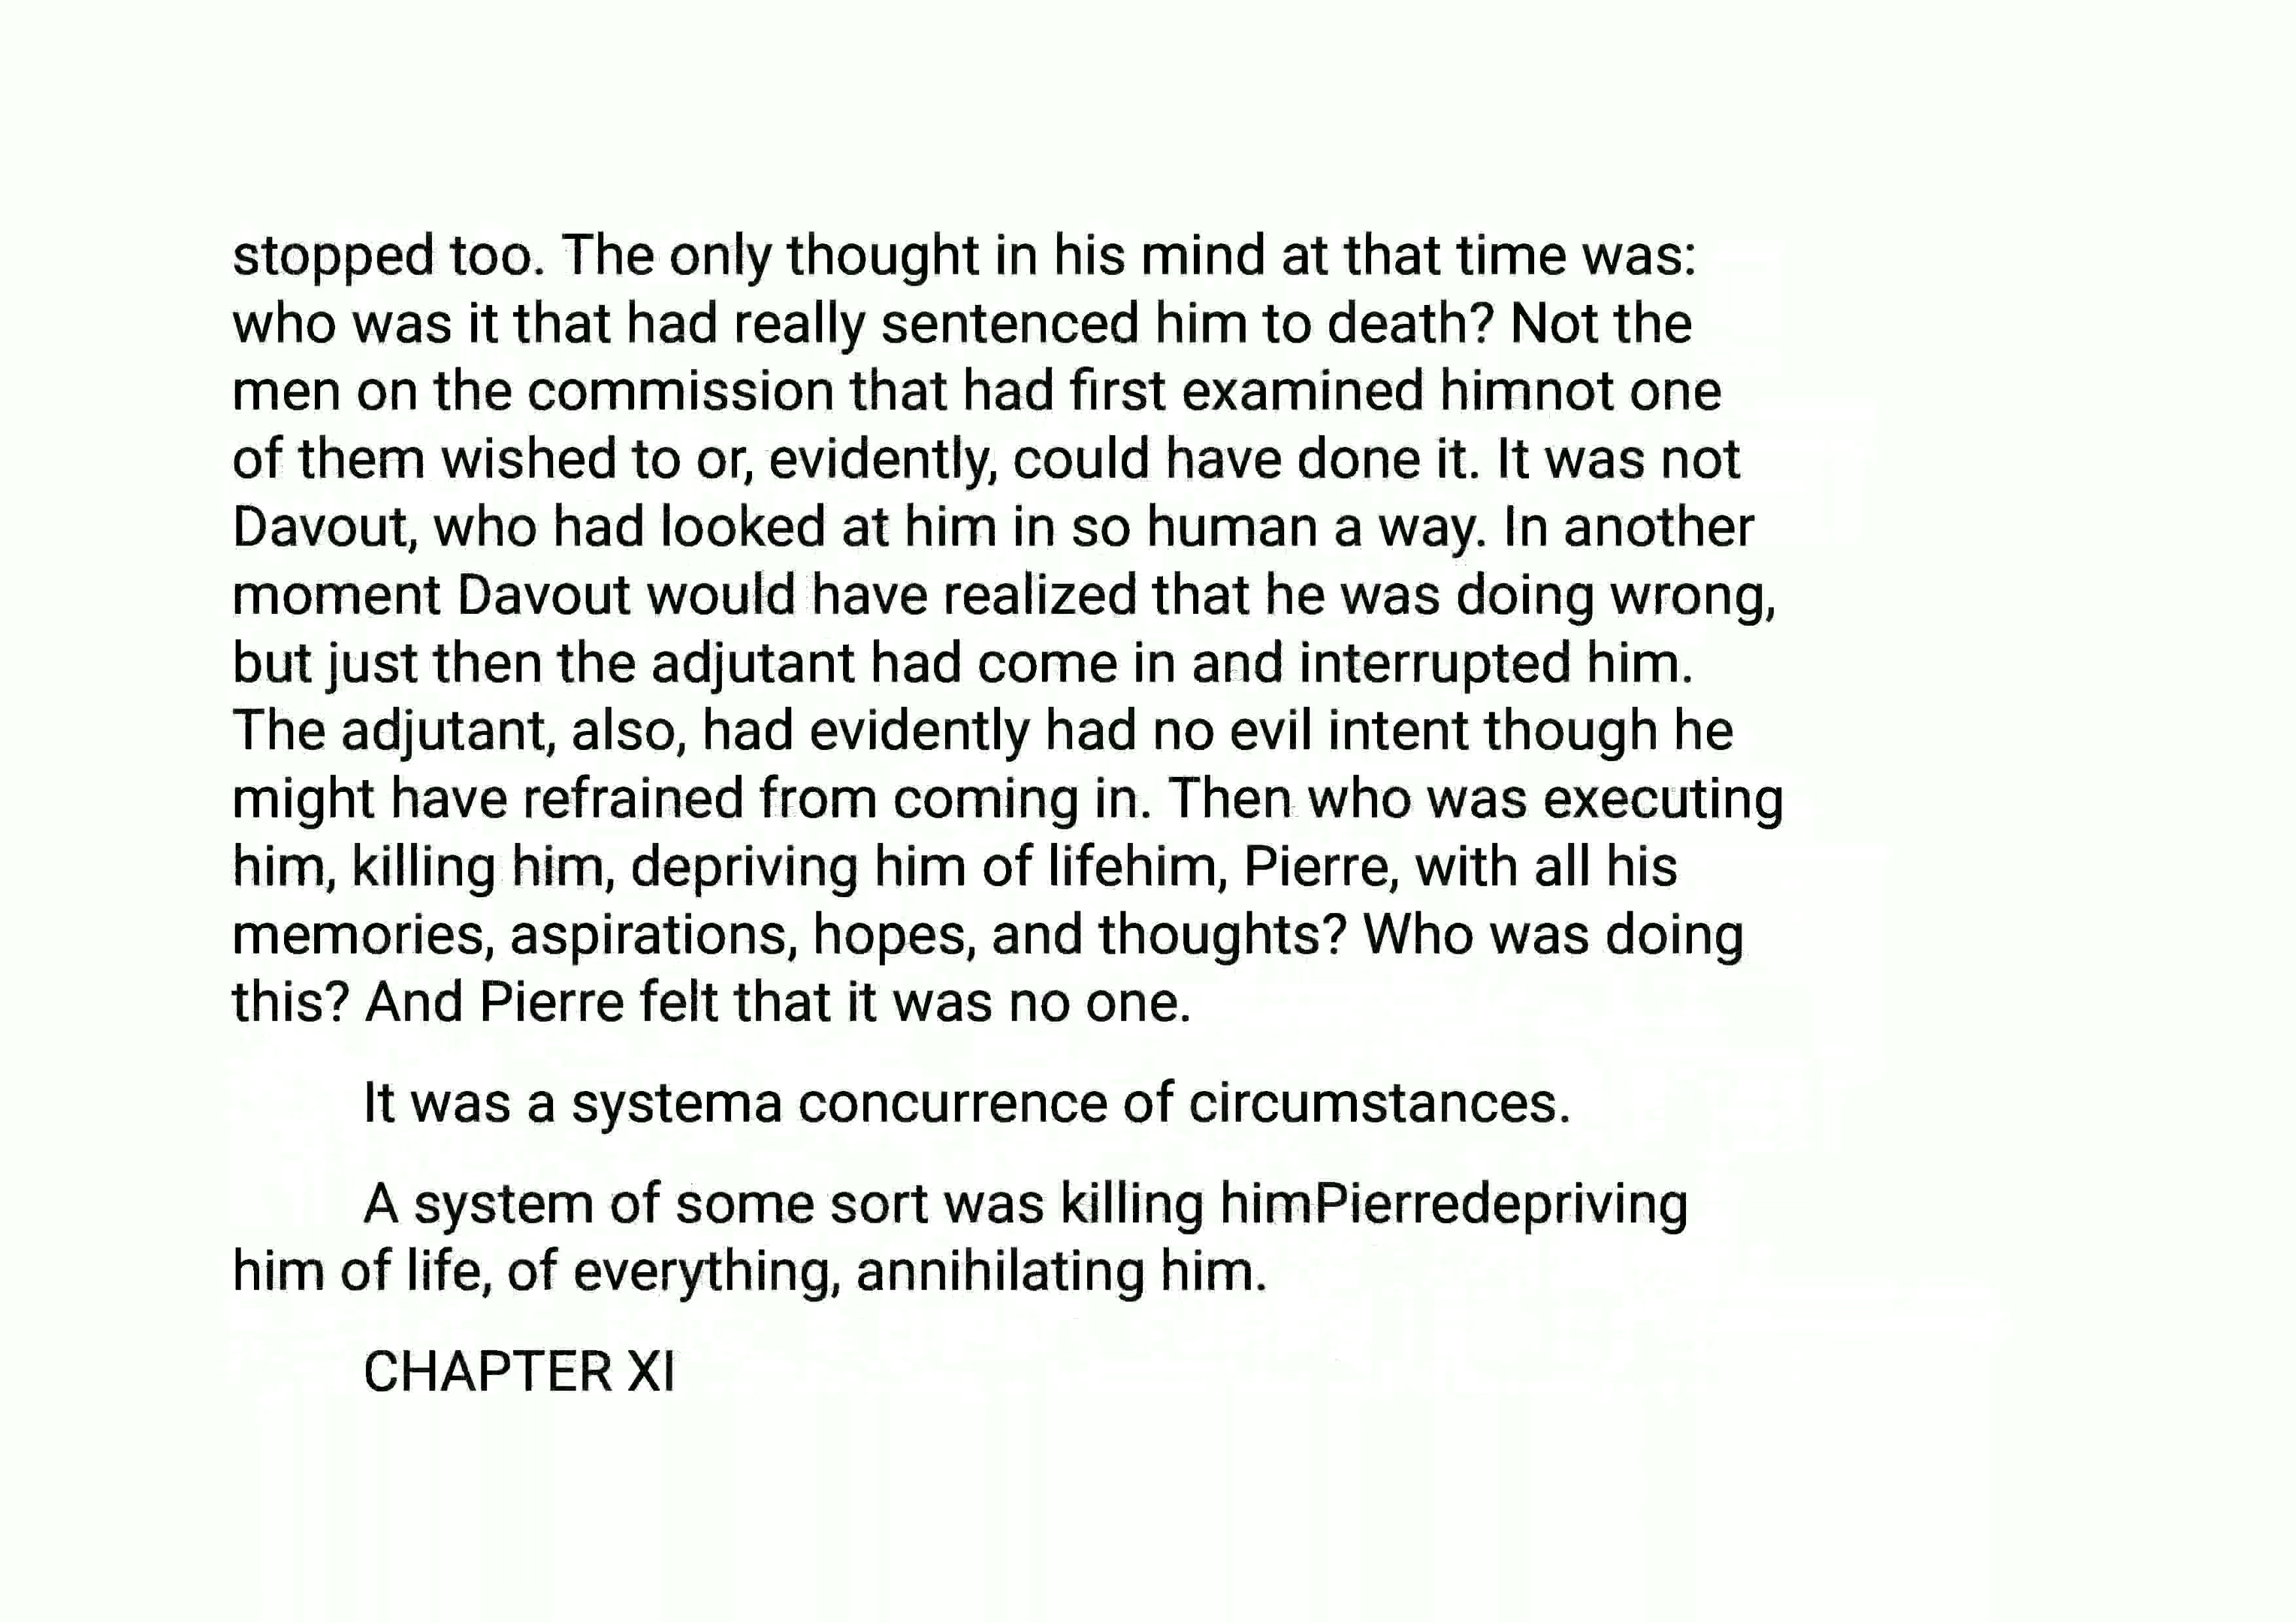 stopped too. The only thought in his mind at that time was:
who was it that had really sentenced him to death? Not the
men on the commission that had first examined himnot one
of them wished to or, evidently, could have done it. It was not
Davout, who had looked at him in so human a way. In another
moment Davout would have realized that he was doing wrong,
but just then the adjutant had come in and interrupted him.
The adjutant, also, had evidently had no evil intent though he
might have refrained from coming in. Then who was executing
him, killing him, depriving him of lifehim, Pierre, with all his
memories, aspirations, hopes, and thoughts? Who was doing
this? And Pierre felt that it was no one.
It was a systema concurrence of circumstances.
A system of some sort was killing himPierredepriving
him of life, of everything, annihilating him.
CHAPTER XI